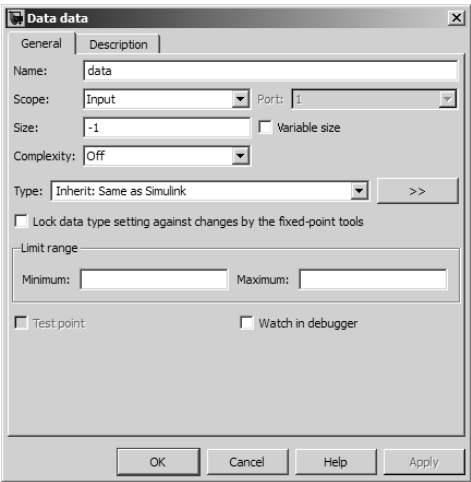 Data data
General Description
Name: data
Scope: Input Port: 1
Size: -1 Variable size
Complexity: Off
Type: Inherit: Same as Simulink >>
Lock data type setting against changes by the fixed-point tools
Limit range
Minimum: Maximum:
Test point Watch in debugger
OK Cancel Help Apply